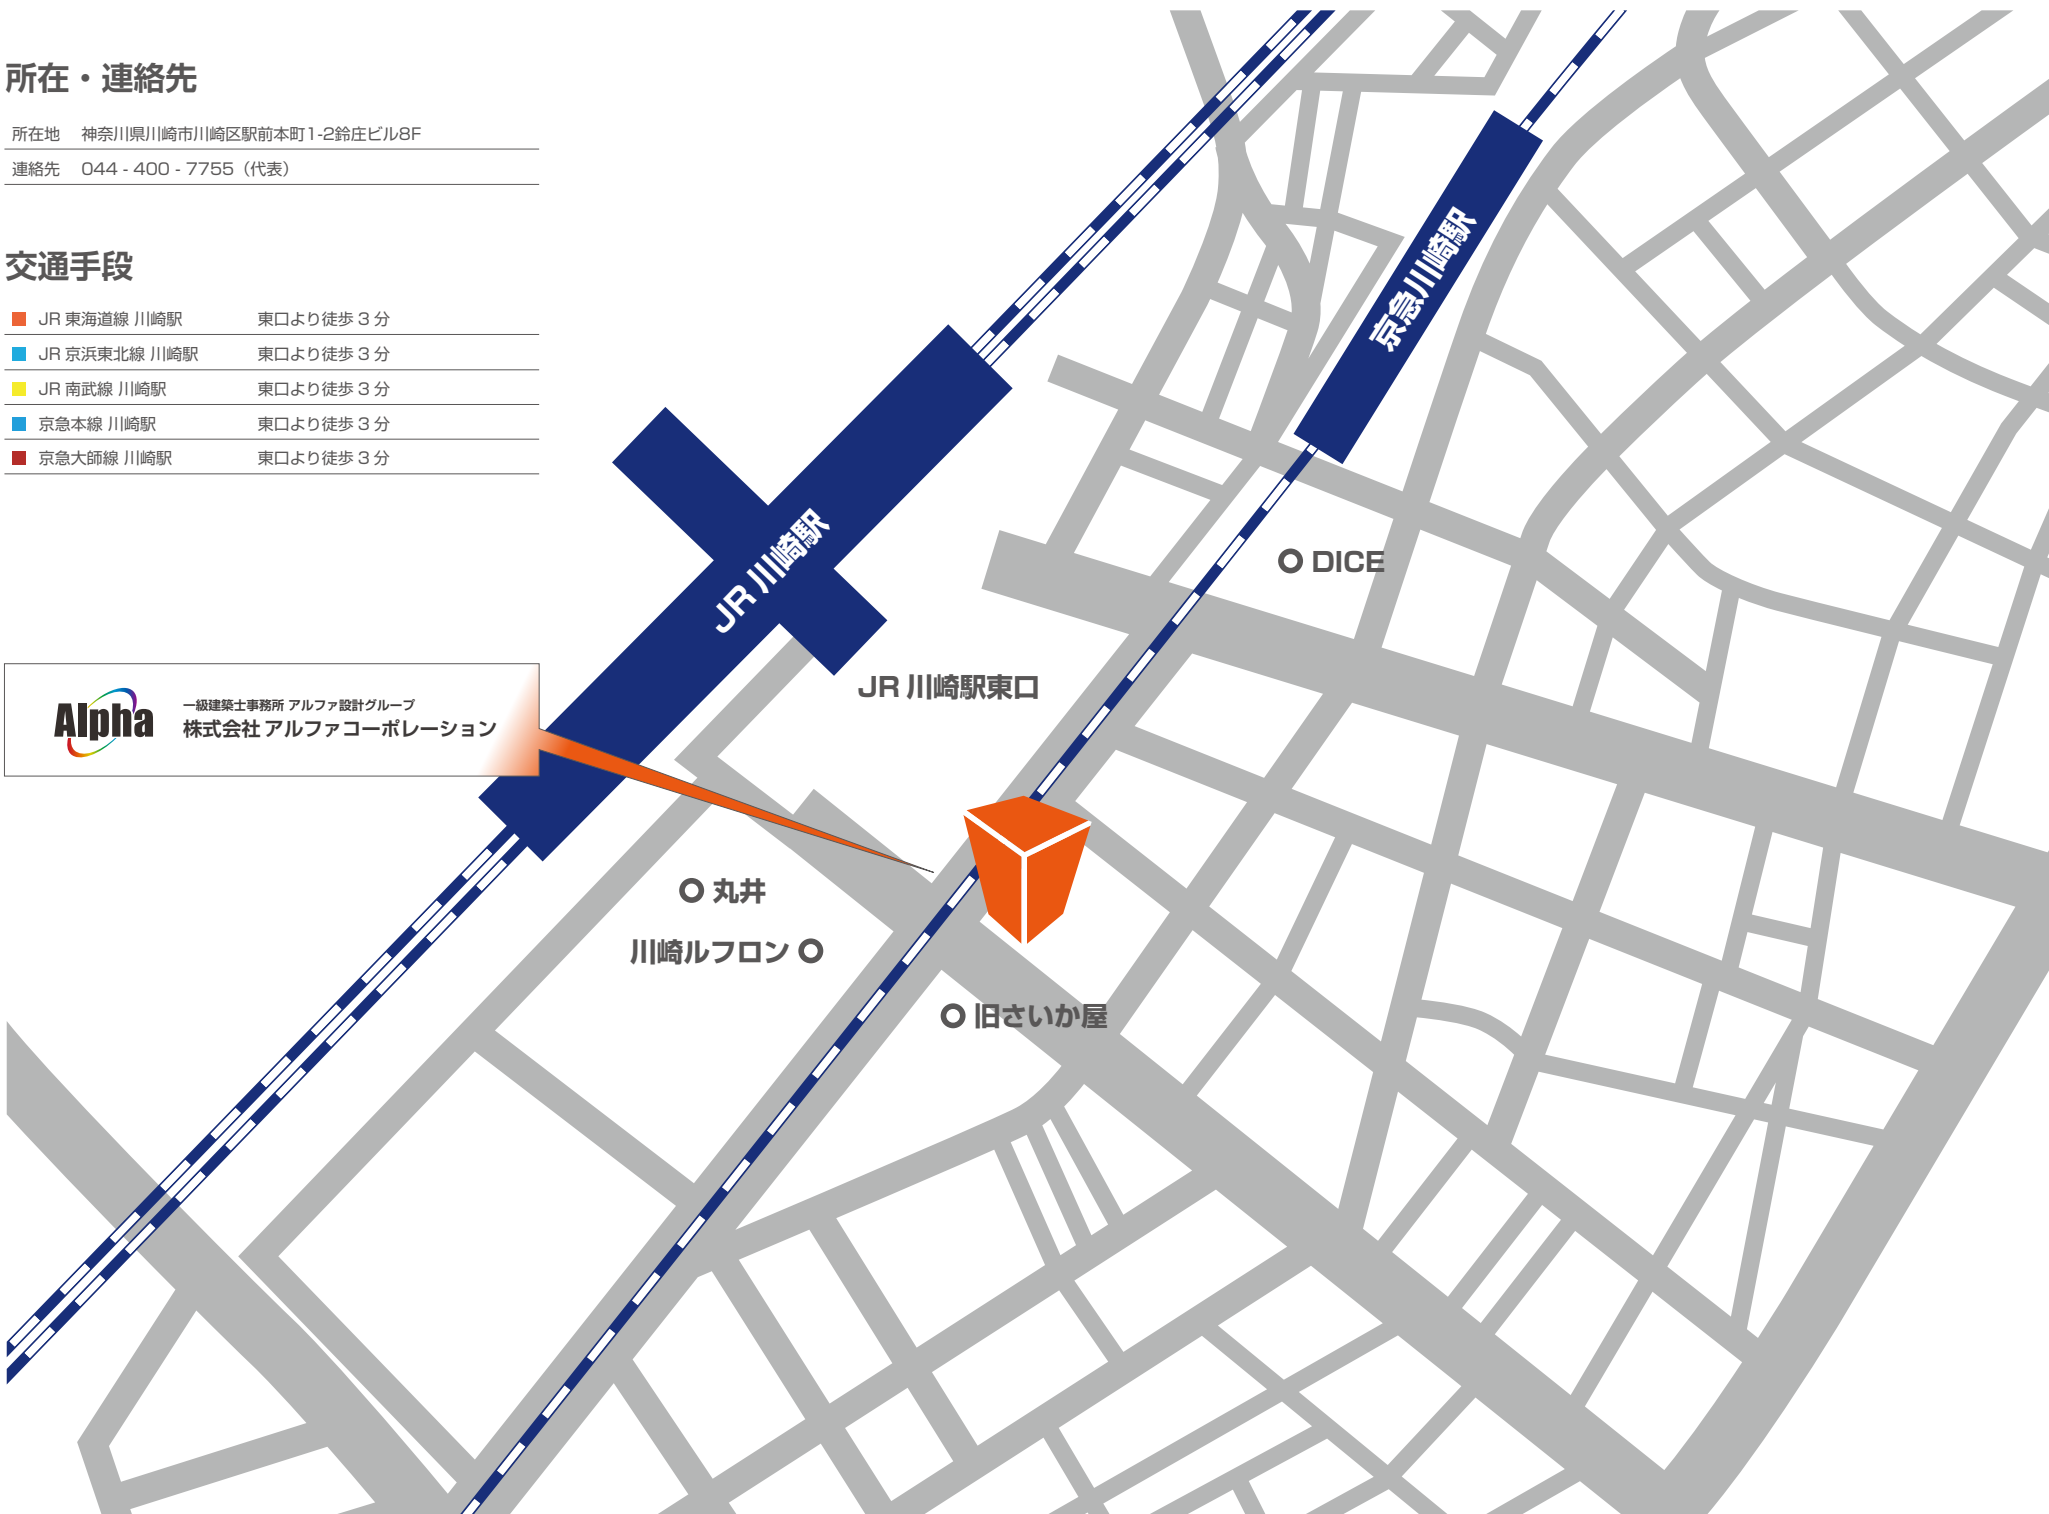 所在・連絡先
所在地 神奈川県川崎市川崎区駅前本町1-2鈴庄ビル8F
連絡先 044 - 400 - 7755（代表）
交通手段
JR 東海道線 川崎駅 東口より徒歩 3 分
JR 京浜東北線 川崎駅 東口より徒歩 3 分
JR 南武線 川崎駅 東口より徒歩 3 分
京急本線 川崎駅 東口より徒歩 3 分
京急大師線 川崎駅 東口より徒歩 3 分
京急川崎駅
JR 川崎駅
DICE
JR 川崎駅東口
Alpha
一級建築士事務所 アルファ設計グループ
株式会社 アルファコーポレーション
丸井
川崎ルフロン
旧さいか屋